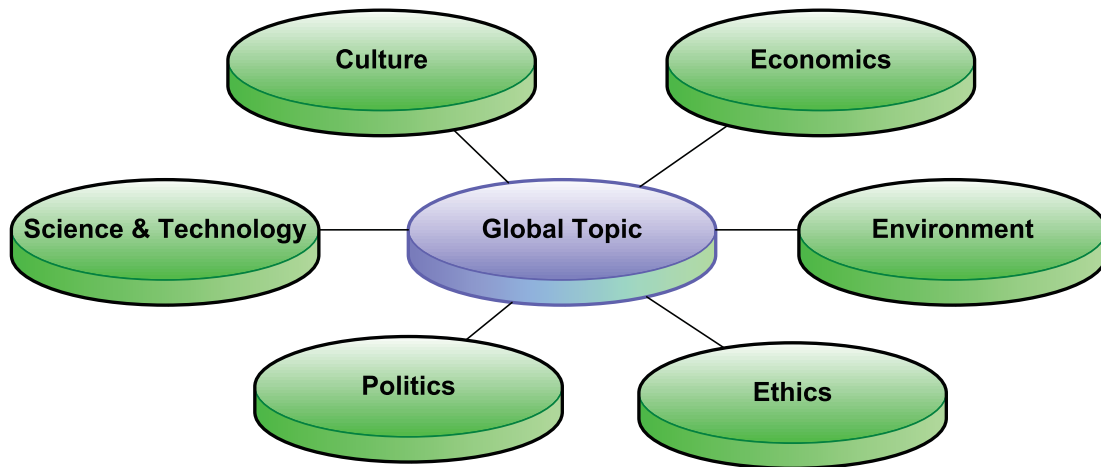 Culture
Economics
Science & Technology
Global Topic
Environment
Politics
Ethics